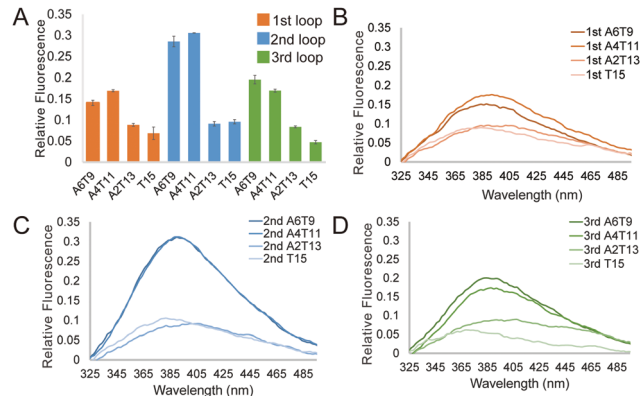 A
Relative Fluorescence
0.35
0.3
0.25
0.2
0.15
0.1
0.05
0
1st loop
2nd loop
3rd loop
A6T9
A4T11
A2T13
T15
A6T9
A4T11
A2T13
T15
A6T9
A4T11
A2T13
T15
B
Relative Fluorescence
0.35
0.3
0.25
0.2
0.15
0.1
0.05
0
1st A6T9
1st A4T11
1st A2T13
1st T15
325 345 365 385 405 425 445 465 485
Wavelength (nm)
C
Relative Fluorescence
0.35
0.3
0.25
0.2
0.15
0.1
0.05
0
2nd A6T9
2nd A4T11
2nd A2T13
2nd T15
325 345 365 385 405 425 445 465 485
Wavelength (nm)
D
Relative Fluorescence
0.35
0.3
0.25
0.2
0.15
0.1
0.05
0
3rd A6T9
3rd A4T11
3rd A2T13
3rd T15
325 345 365 385 405 425 445 465 485
Wavelength (nm)